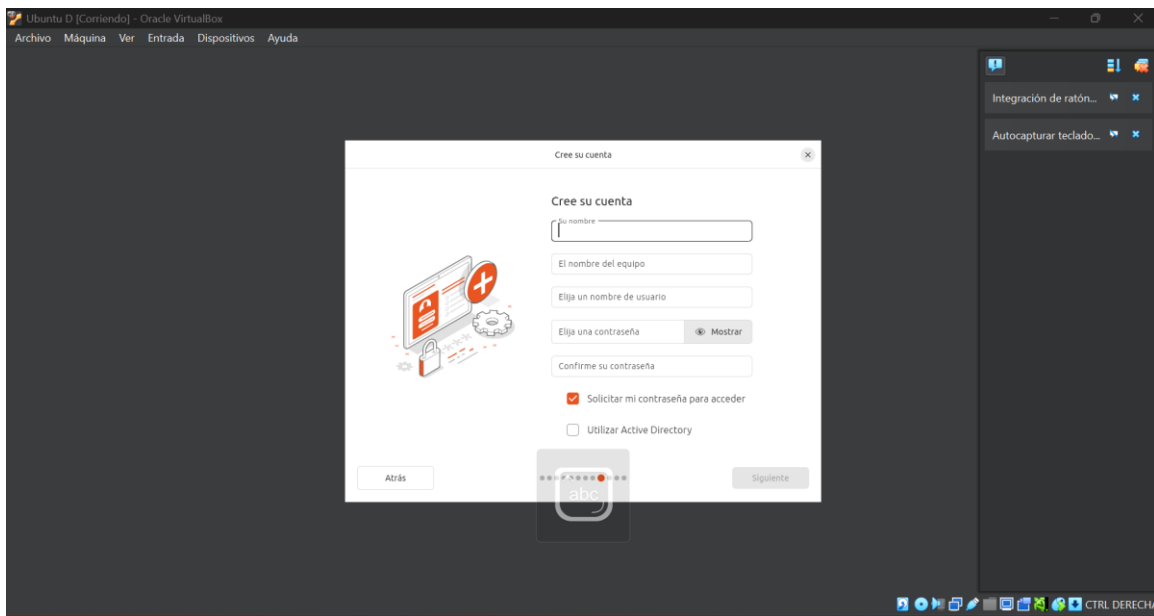 Ubuntu D [Corriendo] - Oracle VirtualBox
Archivo Máquina Ver Entrada Dispositivos Ayuda
Integración de ratón...
Autocapturar teclado...
Cree su cuenta
Cree su cuenta
Su nombre
El nombre del equipo
Elija un nombre de usuario
Elija una contraseña Mostrar
Confirme su contraseña
Solicitar mi contraseña para acceder
Utilizar Active Directory
Atrás Siguiente
abc
CTRL DERECHA